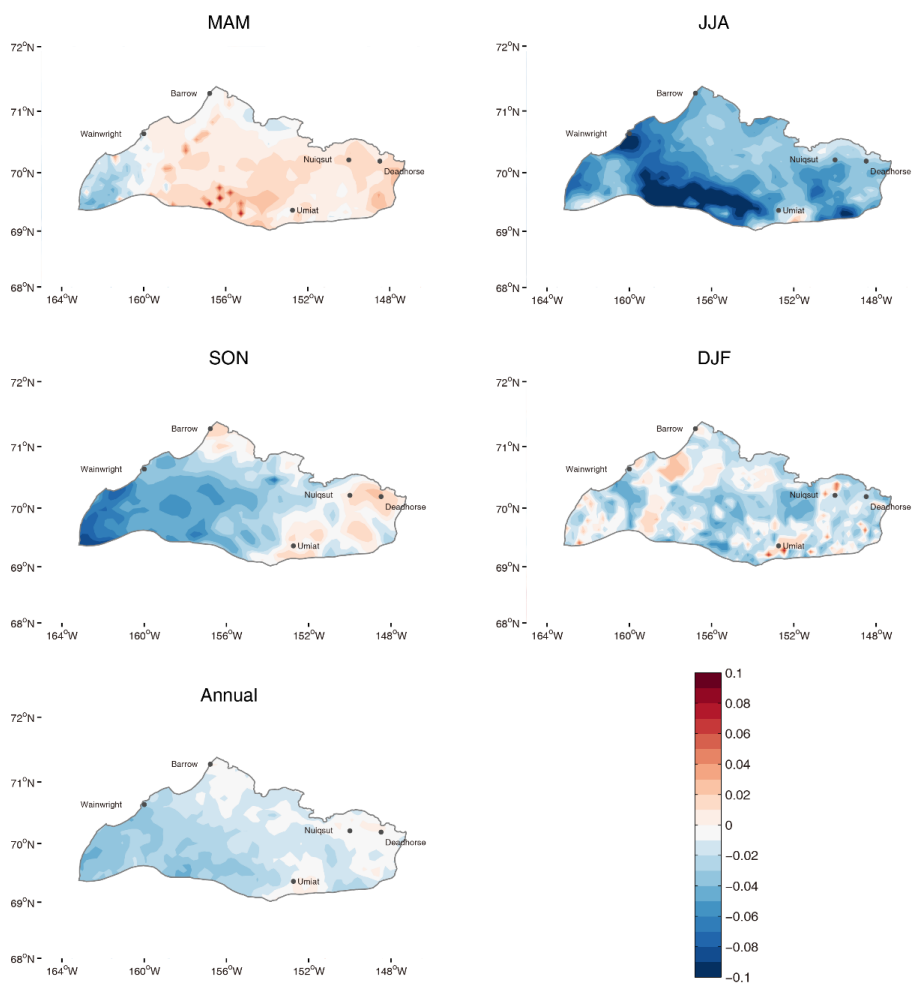 MAM
72°N
71°N
70°N
69°N
68°N
Barrow
Wainwright
Nuiqsut
Deadhorse
Umiat
164°W 160°W 156°W 152°W 148°W
JJA
72°N
71°N
70°N
69°N
68°N
Barrow
Wainwright
Nuiqsut
Deadhorse
Umiat
164°W 160°W 156°W 152°W 148°W
SON
72°N
71°N
70°N
69°N
68°N
Barrow
Wainwright
Nuiqsut
Deadhorse
Umiat
164°W 160°W 156°W 152°W 148°W
DJF
72°N
71°N
70°N
69°N
68°N
Barrow
Wainwright
Nuiqsut
Deadhorse
Umiat
164°W 160°W 156°W 152°W 148°W
Annual
72°N
71°N
70°N
69°N
68°N
Barrow
Wainwright
Nuiqsut
Deadhorse
Umiat
164°W 160°W 156°W 152°W 148°W
0.1
0.08
0.06
0.04
0.02
0
−0.02
−0.04
−0.06
−0.08
−0.1